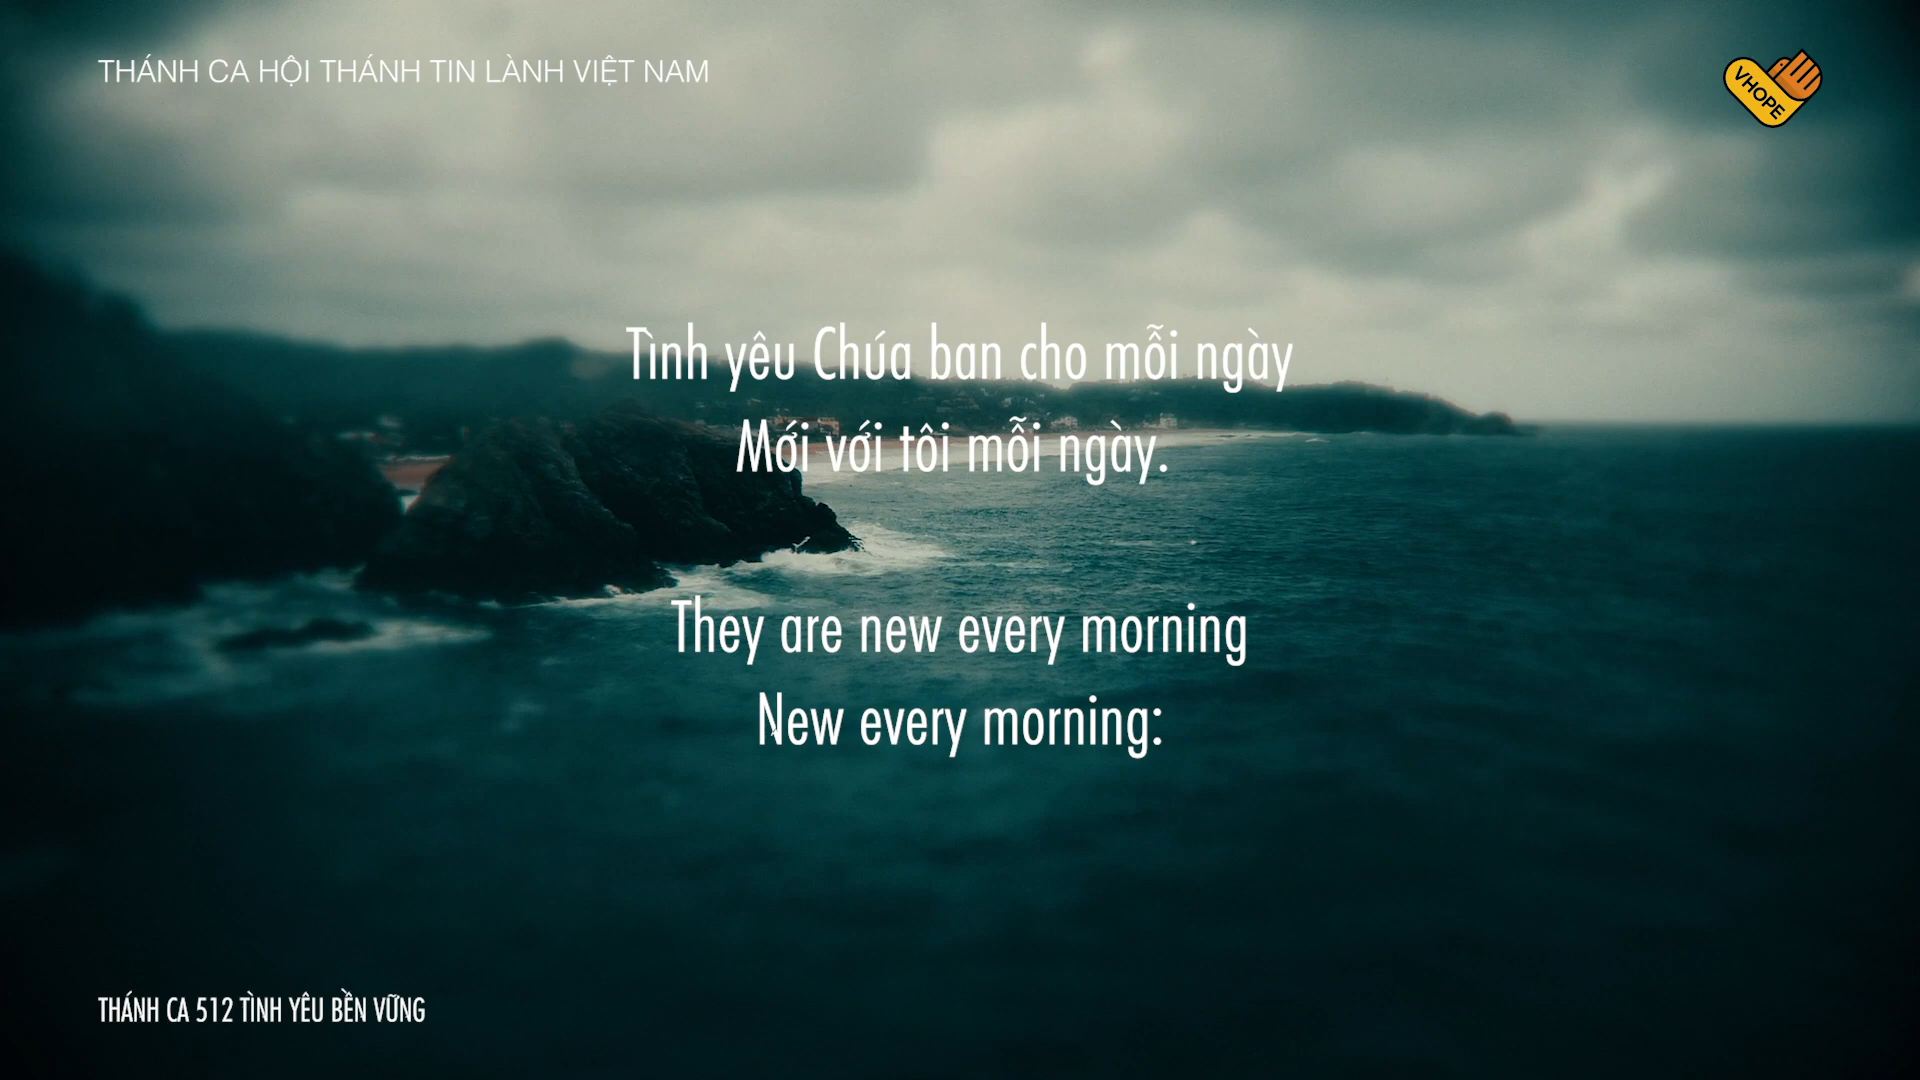 THÁNH CA HỘI THÁNH TIN LÀNH VIỆT NAM
VHOPE
Tình yêu Chúa ban cho mỗi ngày
Mới với tôi mỗi ngày.
They are new every morning
New every morning:
THÁNH CA 512 TÌNH YÊU BỀN VỮNG